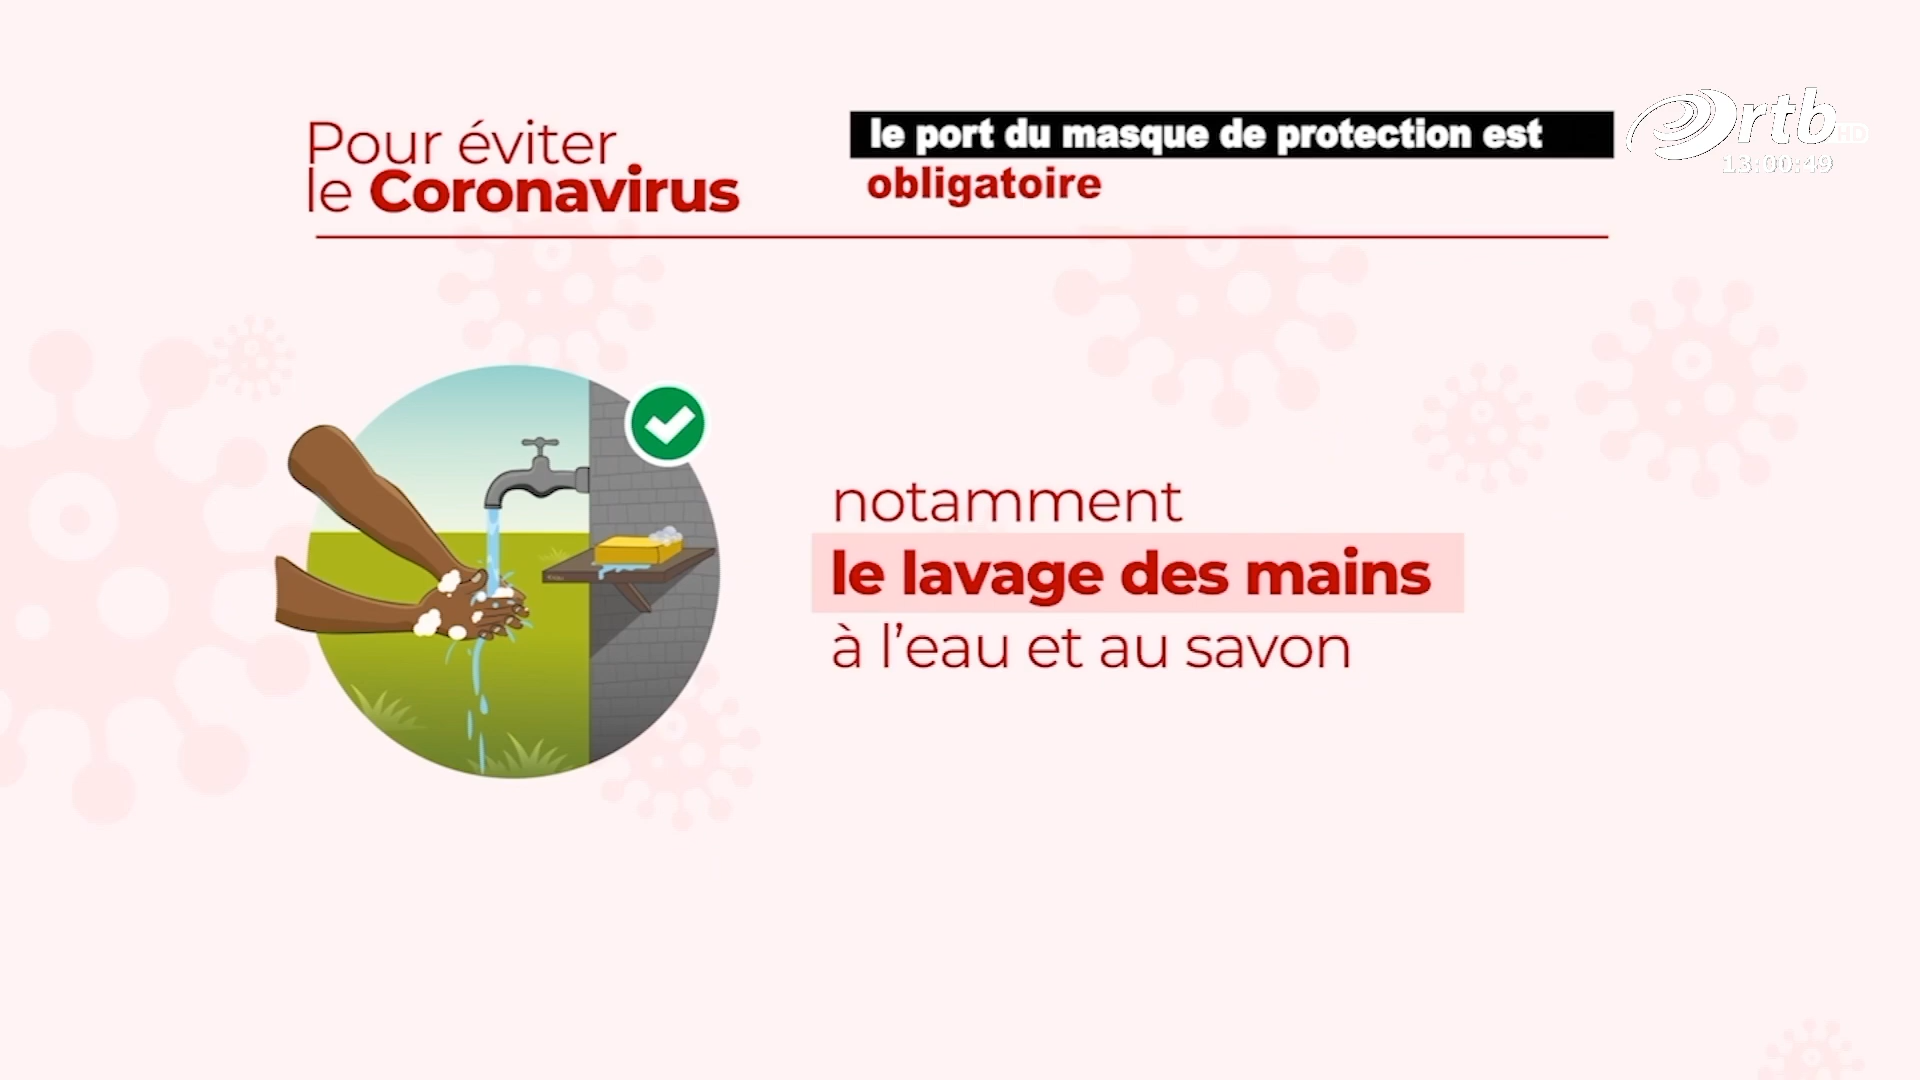 Pour éviter
le Coronavirus
le port du masque de protection est
obligatoire
rtb HD
13:00:49
notamment
le lavage des mains
à l'eau et au savon